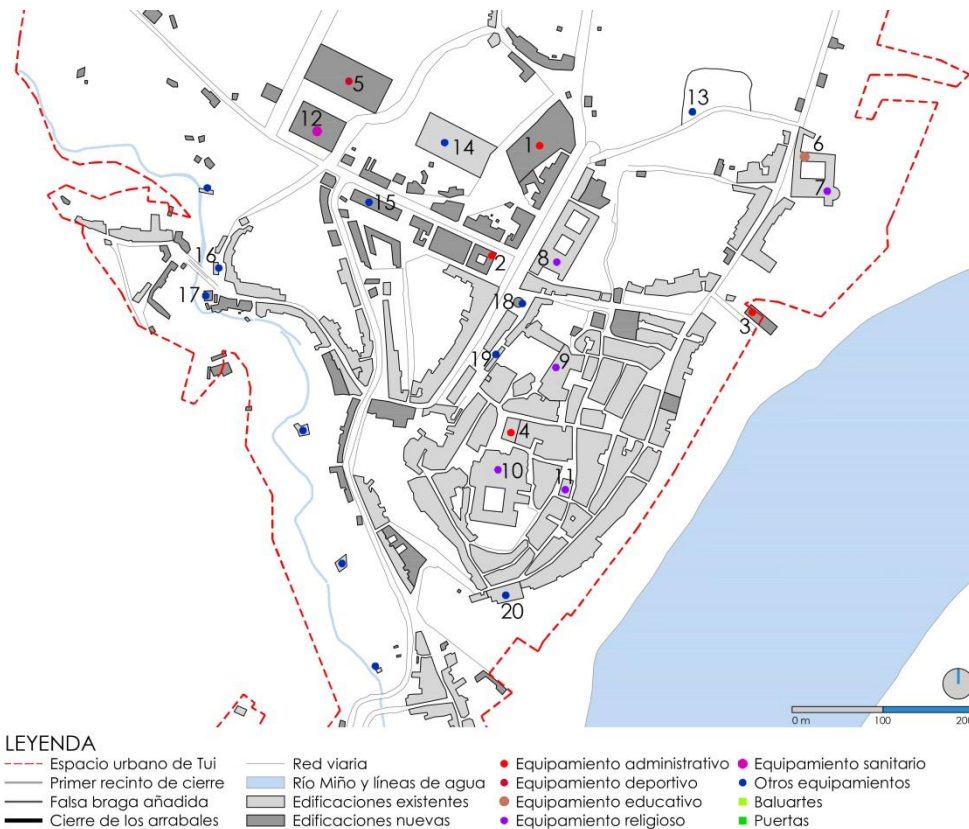 5
12
14
1
13
6
7
15
2
8
16
17
18
3
19
9
4
10
11
20
0 m 100 200
LEYENDA
Espacio urbano de Tui
Primer recinto de cierre
Falsa braga añadida
Cierre de los arrabales
Red viaria
Río Miño y líneas de agua
Edificaciones existentes
Edificaciones nuevas
Equipamiento administrativo
Equipamiento deportivo
Equipamiento educativo
Equipamiento religioso
Equipamiento sanitario
Otros equipamientos
Baluartes
Puertas